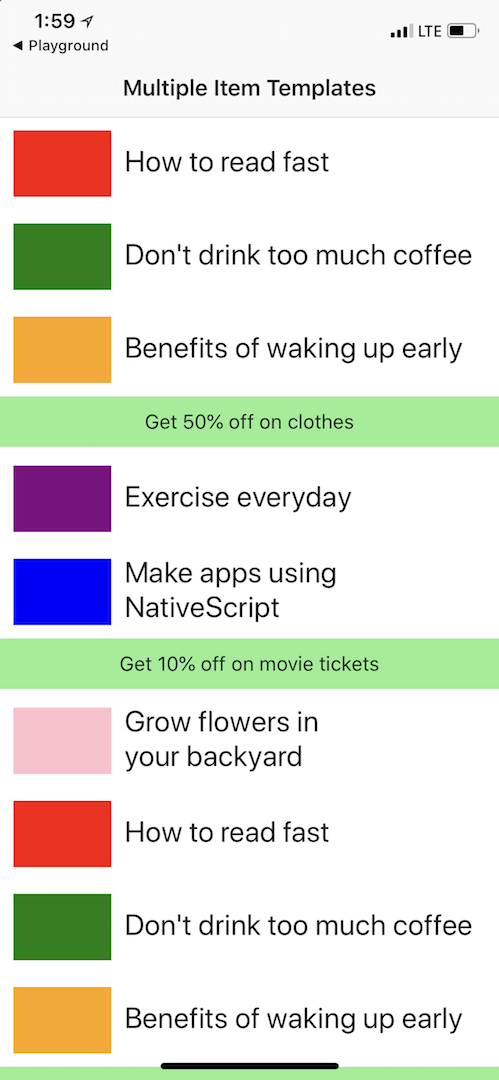 1:59
LTE
◀ Playground
Multiple Item Templates
How to read fast
Don't drink too much coffee
Benefits of waking up early
Get 50% off on clothes
Exercise everyday
Make apps using
NativeScript
Get 10% off on movie tickets
Grow flowers in
your backyard
How to read fast
Don't drink too much coffee
Benefits of waking up early